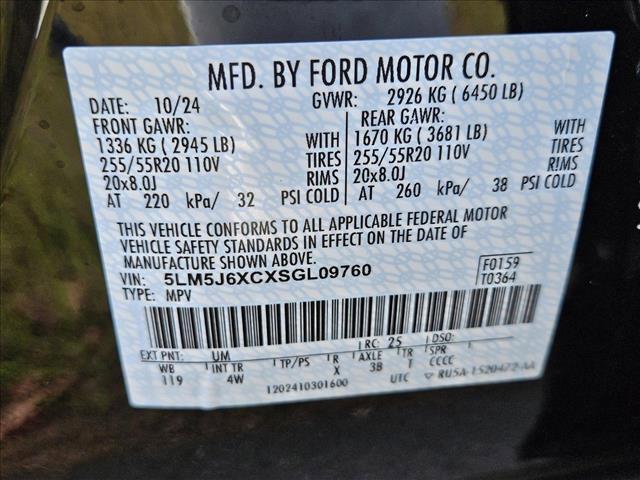 MFD. BY FORD MOTOR CO.
DATE: 10/24 GVWR: 2926 KG ( 6450 LB)
FRONT GAWR: REAR GAWR:
1336 KG ( 2945 LB) WITH 1670 KG ( 3681 LB) WITH
255/55R20 110V TIRES 255/55R20 110V TIRES
20x8.0J RIMS 20x8.0J RIMS
AT 220 kPa/ 32 PSI COLD AT 260 kPa/ 38 PSI COLD
THIS VEHICLE CONFORMS TO ALL APPLICABLE FEDERAL MOTOR
VEHICLE SAFETY STANDARDS IN EFFECT ON THE DATE OF
MANUFACTURE SHOWN ABOVE.
VIN: 5LM5J6XCXSGL09760 F0159
TYPE: MPV T0364
EXT PNT: UM RC: 25 DSO:
WB INT TR TP/PS R AXLE TR SPR
119 4W X 3B T CCCC
1202410301600 UTC RU5A-1520472-AA